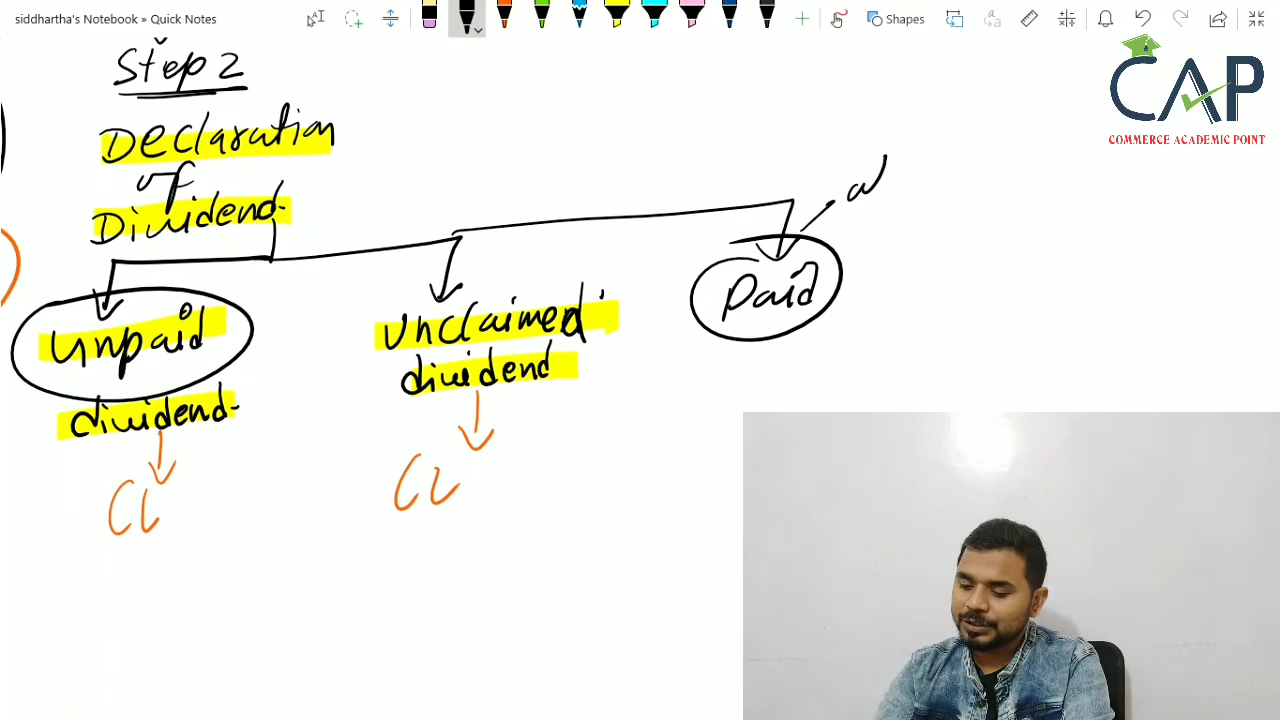 siddhartha's Notebook » Quick Notes
Shapes
CAP
COMMERCE ACADEMIC POINT
Step 2
Declaration
of
Dividend.
unpaid
dividend.
CL
unclaimed
dividend
CL
Paid